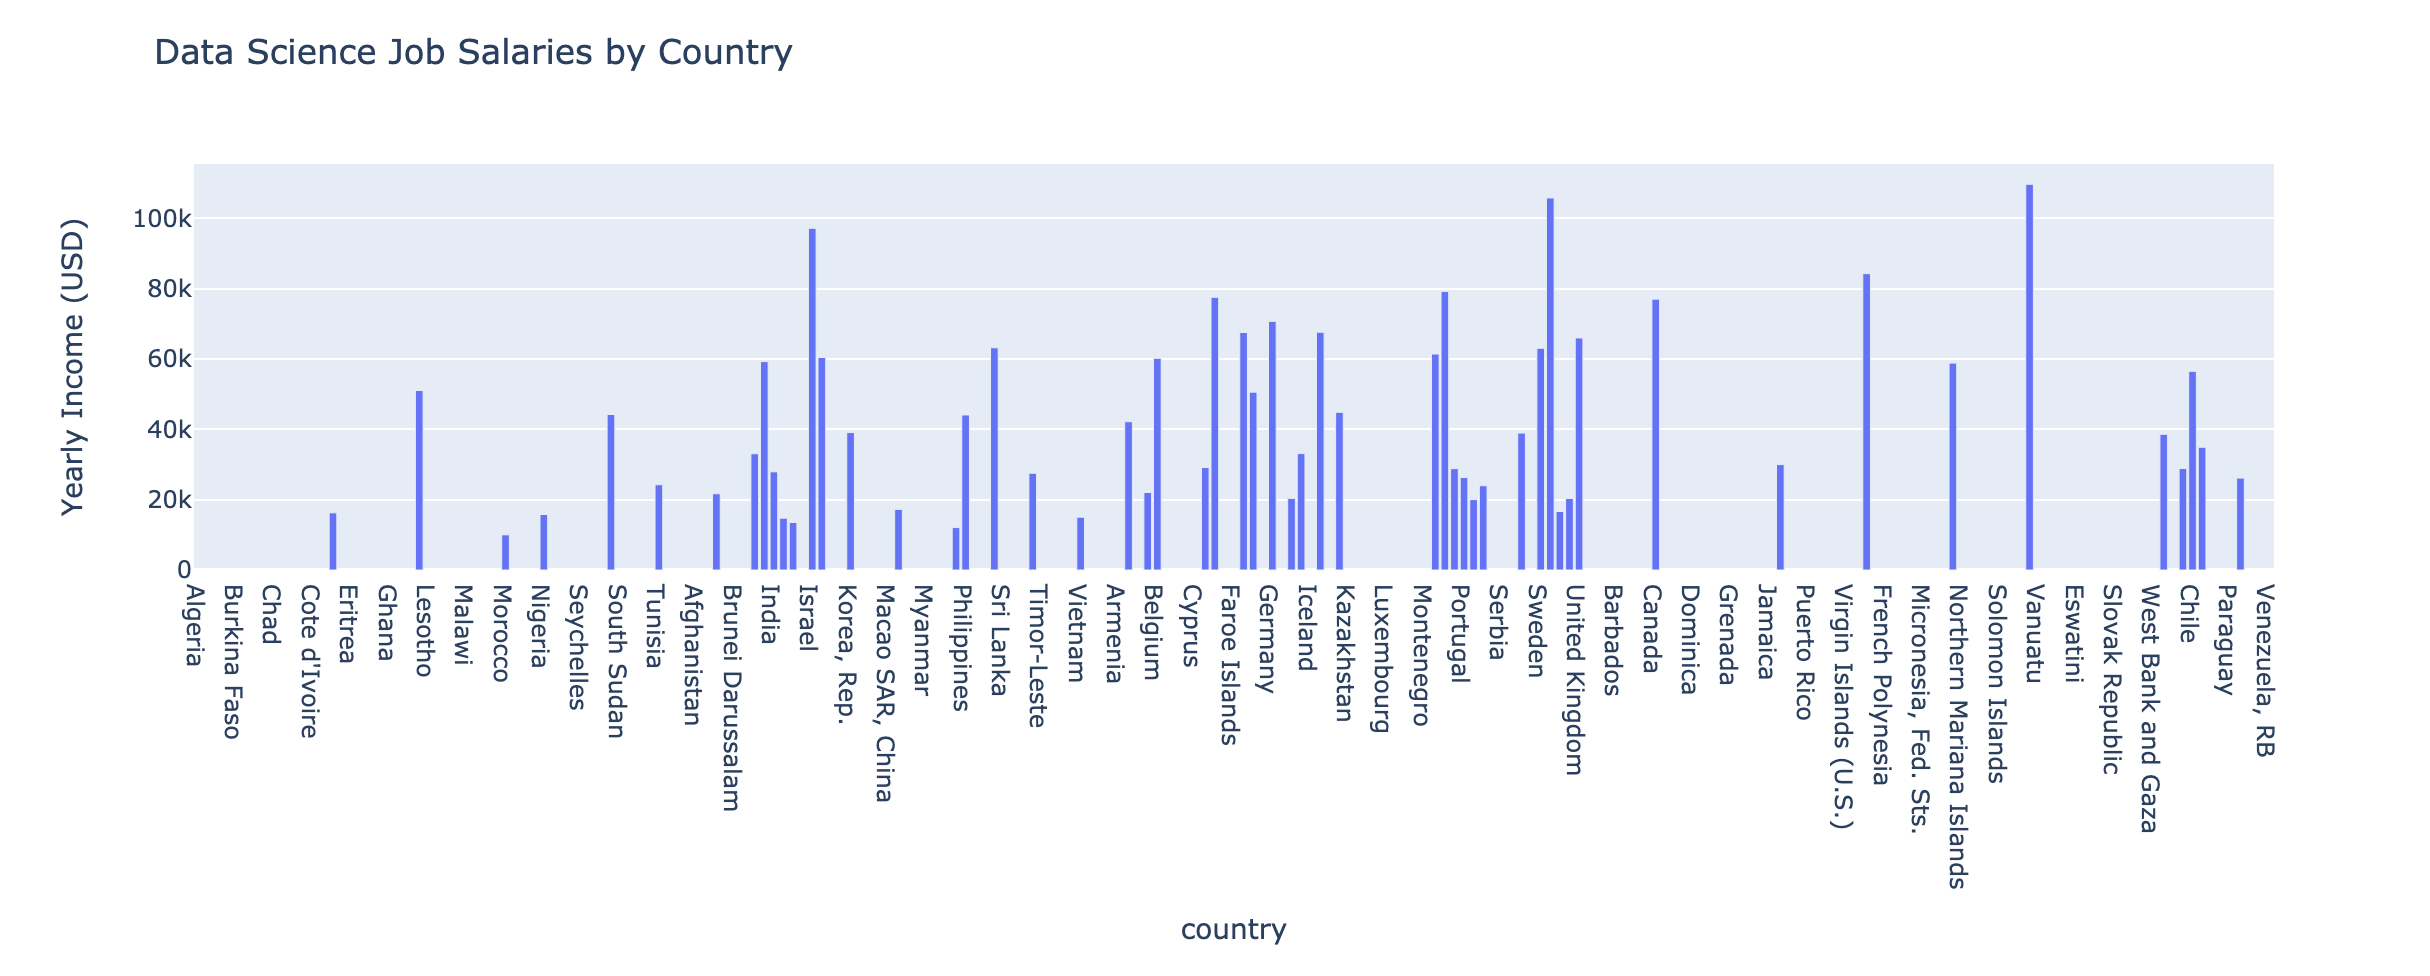 Data Science Job Salaries by Country
Yearly Income (USD)
100k
80k
60k
40k
20k
0
Algeria
Burkina Faso
Chad
Cote d'Ivoire
Eritrea
Ghana
Lesotho
Malawi
Morocco
Nigeria
Seychelles
South Sudan
Tunisia
Afghanistan
Brunei Darussalam
India
Israel
Korea, Rep.
Macao SAR, China
Myanmar
Philippines
Sri Lanka
Timor-Leste
Vietnam
Armenia
Belgium
Cyprus
Faroe Islands
Germany
Iceland
Kazakhstan
Luxembourg
Montenegro
Portugal
Serbia
Sweden
United Kingdom
Barbados
Canada
Dominica
Grenada
Jamaica
Puerto Rico
Virgin Islands (U.S.)
French Polynesia
Micronesia, Fed. Sts.
Northern Mariana Islands
Solomon Islands
Vanuatu
Eswatini
Slovak Republic
West Bank and Gaza
Chile
Paraguay
Venezuela, RB
country